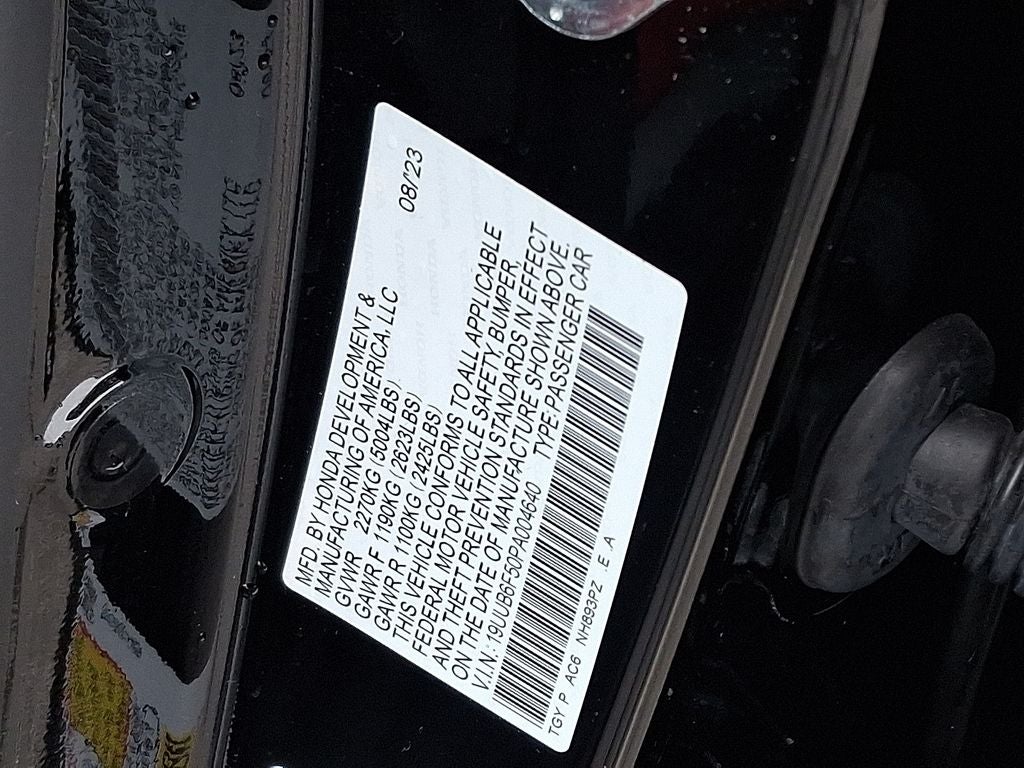 MFD. BY HONDA DEVELOPMENT &
MANUFACTURING OF AMERICA, LLC 08/'23
GVWR 2270KG (5004LBS)
GAWR F 1190KG (2623LBS)
GAWR R 1100KG (2425LBS)
THIS VEHICLE CONFORMS TO ALL APPLICABLE
FEDERAL MOTOR VEHICLE SAFETY, BUMPER,
AND THEFT PREVENTION STANDARDS IN EFFECT
ON THE DATE OF MANUFACTURE SHOWN ABOVE.
V.I.N.: 19UUB6F50PA004640 TYPE: PASSENGER CAR
TGY P AC6 NH893PZ E A